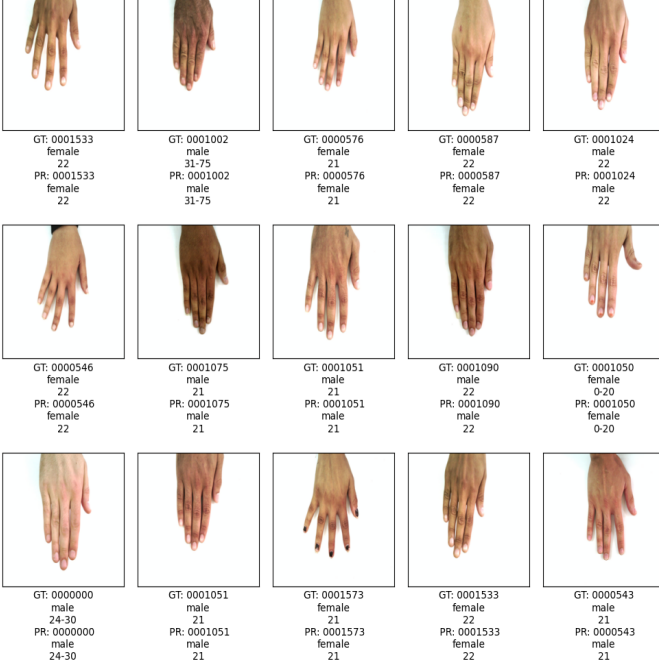 GT: 0001533
female
22
PR: 0001533
female
22
GT: 0001002
male
31-75
PR: 0001002
male
31-75
GT: 0000576
female
21
PR: 0000576
female
21
GT: 0000587
female
22
PR: 0000587
female
22
GT: 0001024
male
22
PR: 0001024
male
22
GT: 0000546
female
22
PR: 0000546
female
22
GT: 0001075
male
21
PR: 0001075
male
21
GT: 0001051
male
21
PR: 0001051
male
21
GT: 0001090
male
22
PR: 0001090
male
22
GT: 0001050
female
0-20
PR: 0001050
female
0-20
GT: 0000000
male
24-30
PR: 0000000
male
24-30
GT: 0001051
male
21
PR: 0001051
male
21
GT: 0001573
female
21
PR: 0001573
female
21
GT: 0001533
female
22
PR: 0001533
female
22
GT: 0000543
male
21
PR: 0000543
male
21